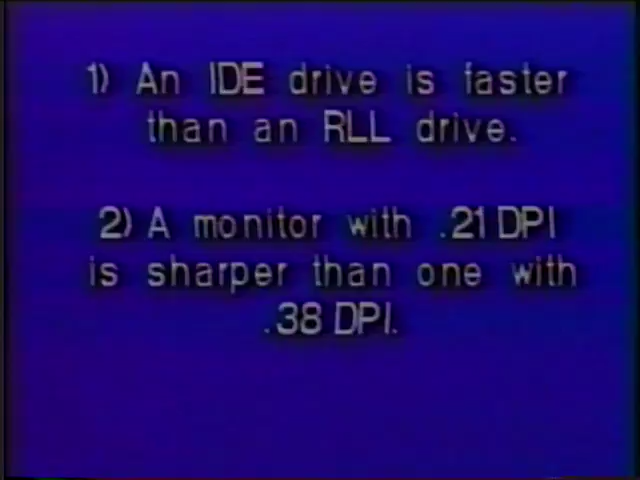 1) An IDE drive is faster
than an RLL drive.
2) A monitor with .21 DPI
is sharper than one with
.38 DPI.